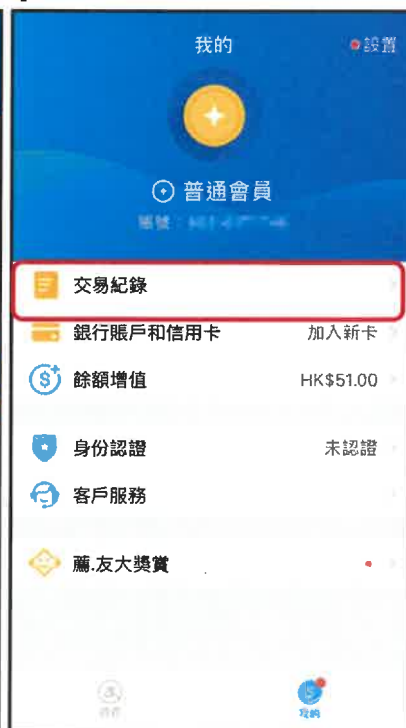 我的
設置
普通會員
交易紀錄
銀行賬戶和信用卡 加入新卡
餘額增值 HK$51.00
身份認證 未認證
客戶服務
薦.友大獎賞
我的